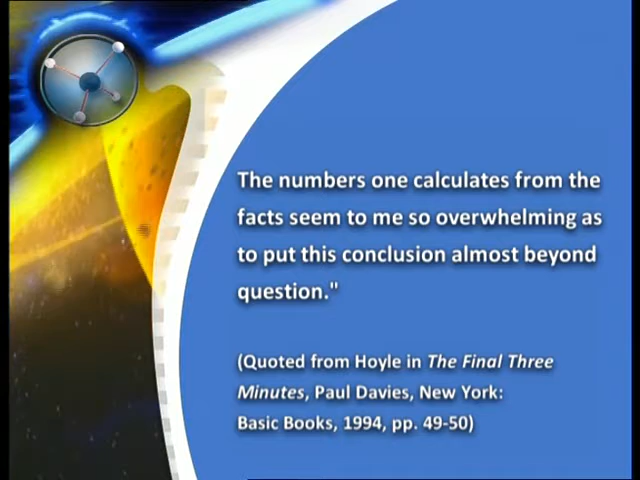 The numbers one calculates from the
facts seem to me so overwhelming as
to put this conclusion almost beyond
question."
(Quoted from Hoyle in The Final Three
Minutes, Paul Davies, New York:
Basic Books, 1994, pp. 49-50)